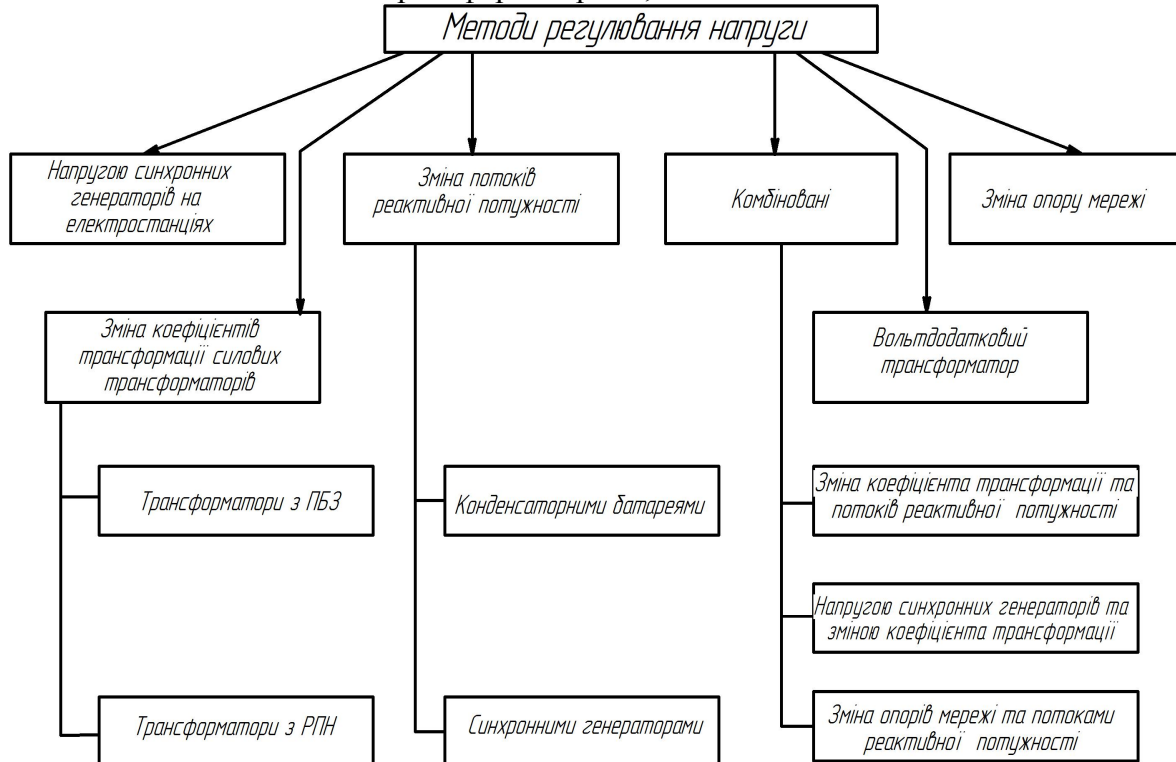 Методи регулювання напруги
Напругою синхронних
генераторів на
електростанціях
Зміна потоків
реактивної потужності
Комбіновані
Зміна опору мережі
Зміна коефіцієнтів
трансформації силових
трансформаторів
Вольтдодатковий
трансформатор
Трансформатори з ПБЗ
Конденсаторними батареями
Зміна коефіцієнта трансформації та
потоків реактивної потужності
Напругою синхронних генераторів та
зміною коефіцієнта трансформації
Трансформатори з РПН
Синхронними генераторами
Зміна опорів мережі та потоками
реактивної потужності